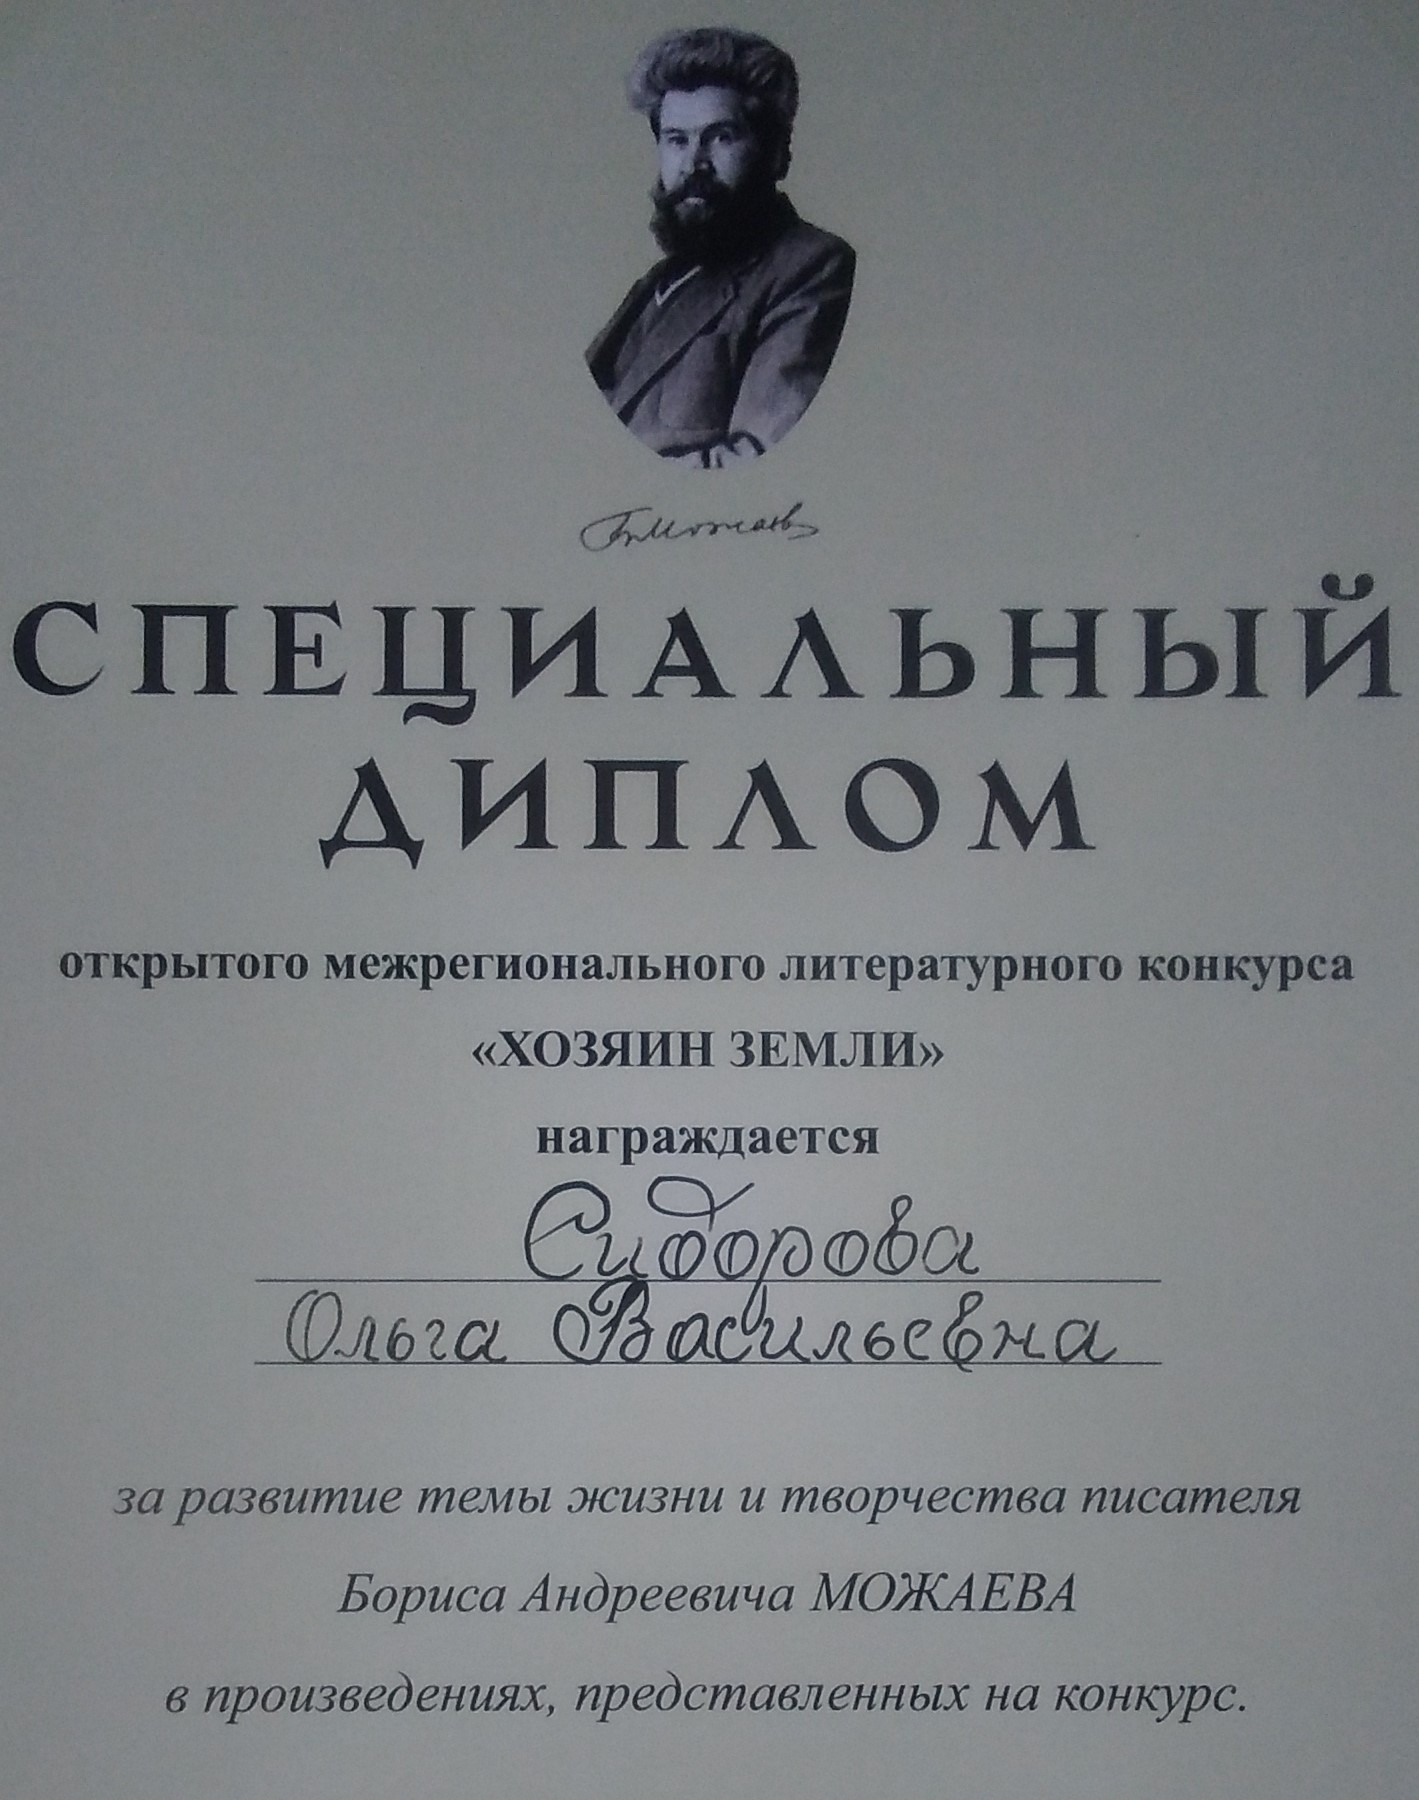 Б.Можаев
СПЕЦИАЛЬНЫЙ
ДИПЛОМ
открытого межрегионального литературного конкурса
«ХОЗЯИН ЗЕМЛИ»
награждается
Сидорова
Ольга Васильевна
за развитие темы жизни и творчества писателя
Бориса Андреевича МОЖАЕВА
в произведениях, представленных на конкурс.